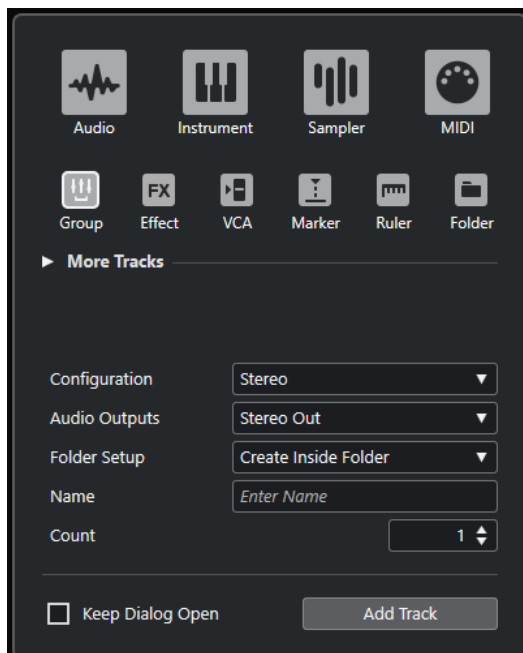 Audio Instrument Sampler MIDI
FX
Group Effect VCA Marker Ruler Folder
More Tracks
Configuration Stereo
Audio Outputs Stereo Out
Folder Setup Create Inside Folder
Name Enter Name
Count 1
Keep Dialog Open Add Track